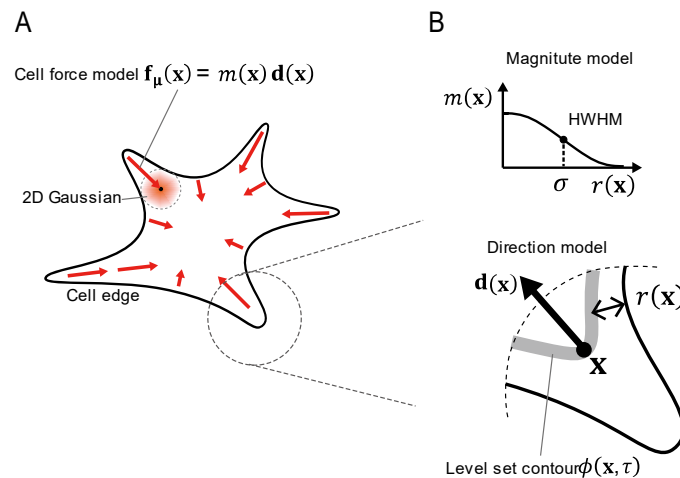 A
Cell force model f_μ(x) = m(x) d(x)
2D Gaussian
Cell edge
B
Magnitute model
m(x)
HWHM
σ
r(x)
Direction model
d(x)
r(x)
x
Level set contour ϕ(x, τ)